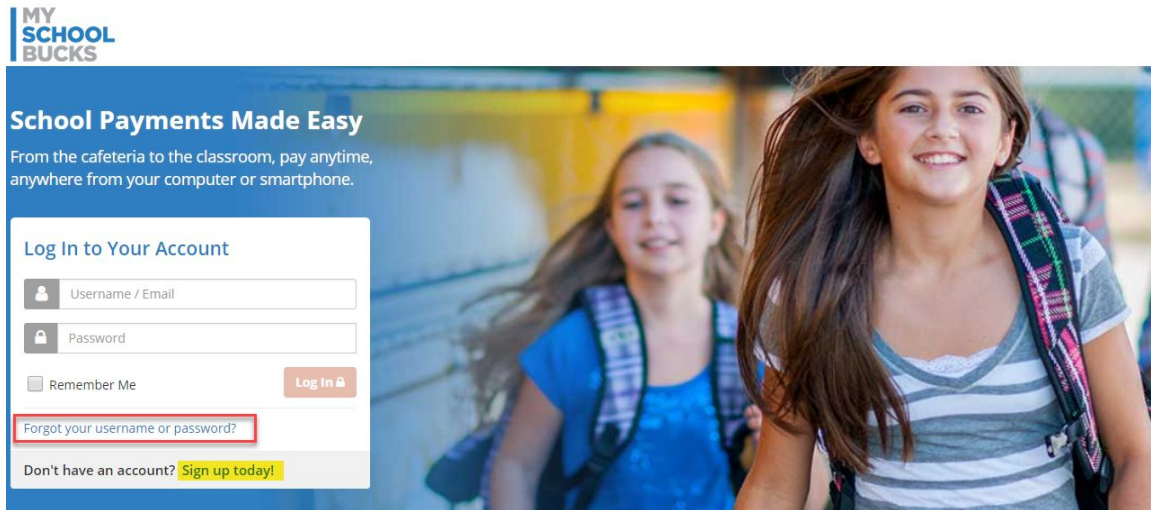 MY
SCHOOL
BUCKS
School Payments Made Easy
From the cafeteria to the classroom, pay anytime,
anywhere from your computer or smartphone.
Log In to Your Account
Username / Email
Password
Remember Me
Log In
Forgot your username or password?
Don't have an account? Sign up today!